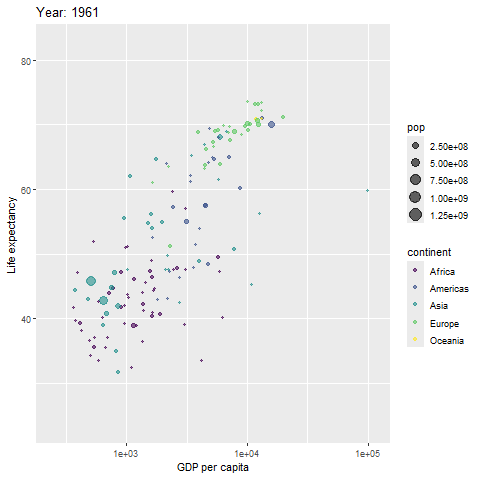 Year: 1961
80
60
40
Life expectancy
1e+03
1e+04
1e+05
GDP per capita
pop
2.50e+08
5.00e+08
7.50e+08
1.00e+09
1.25e+09
continent
Africa
Americas
Asia
Europe
Oceania